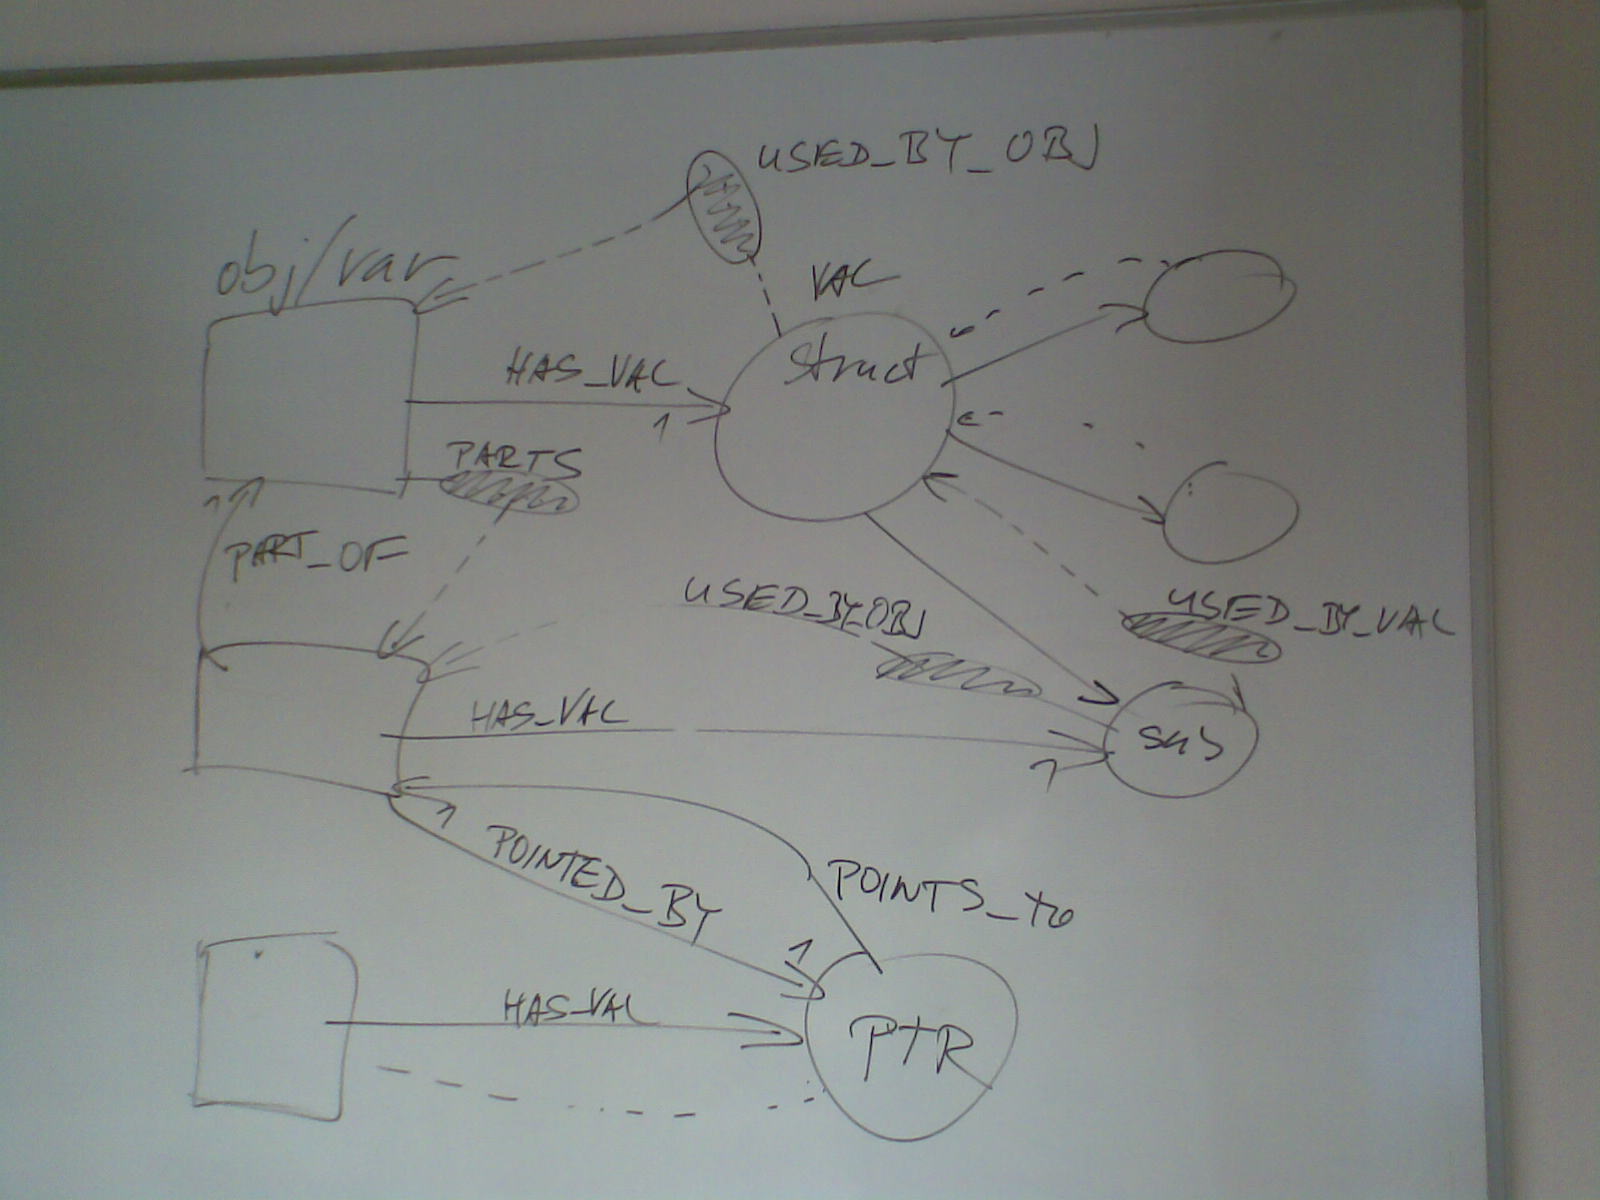 USED_BY_OBJ
obj/var
VAL
struct
HAS_VAL
1
PARTS
1
PART_OF
USED_BY_OBJ
USED_BY_VAL
HAS_VAL
sub
1
1
POINTED_BY
POINTS_to
1
HAS_VAL
PTR